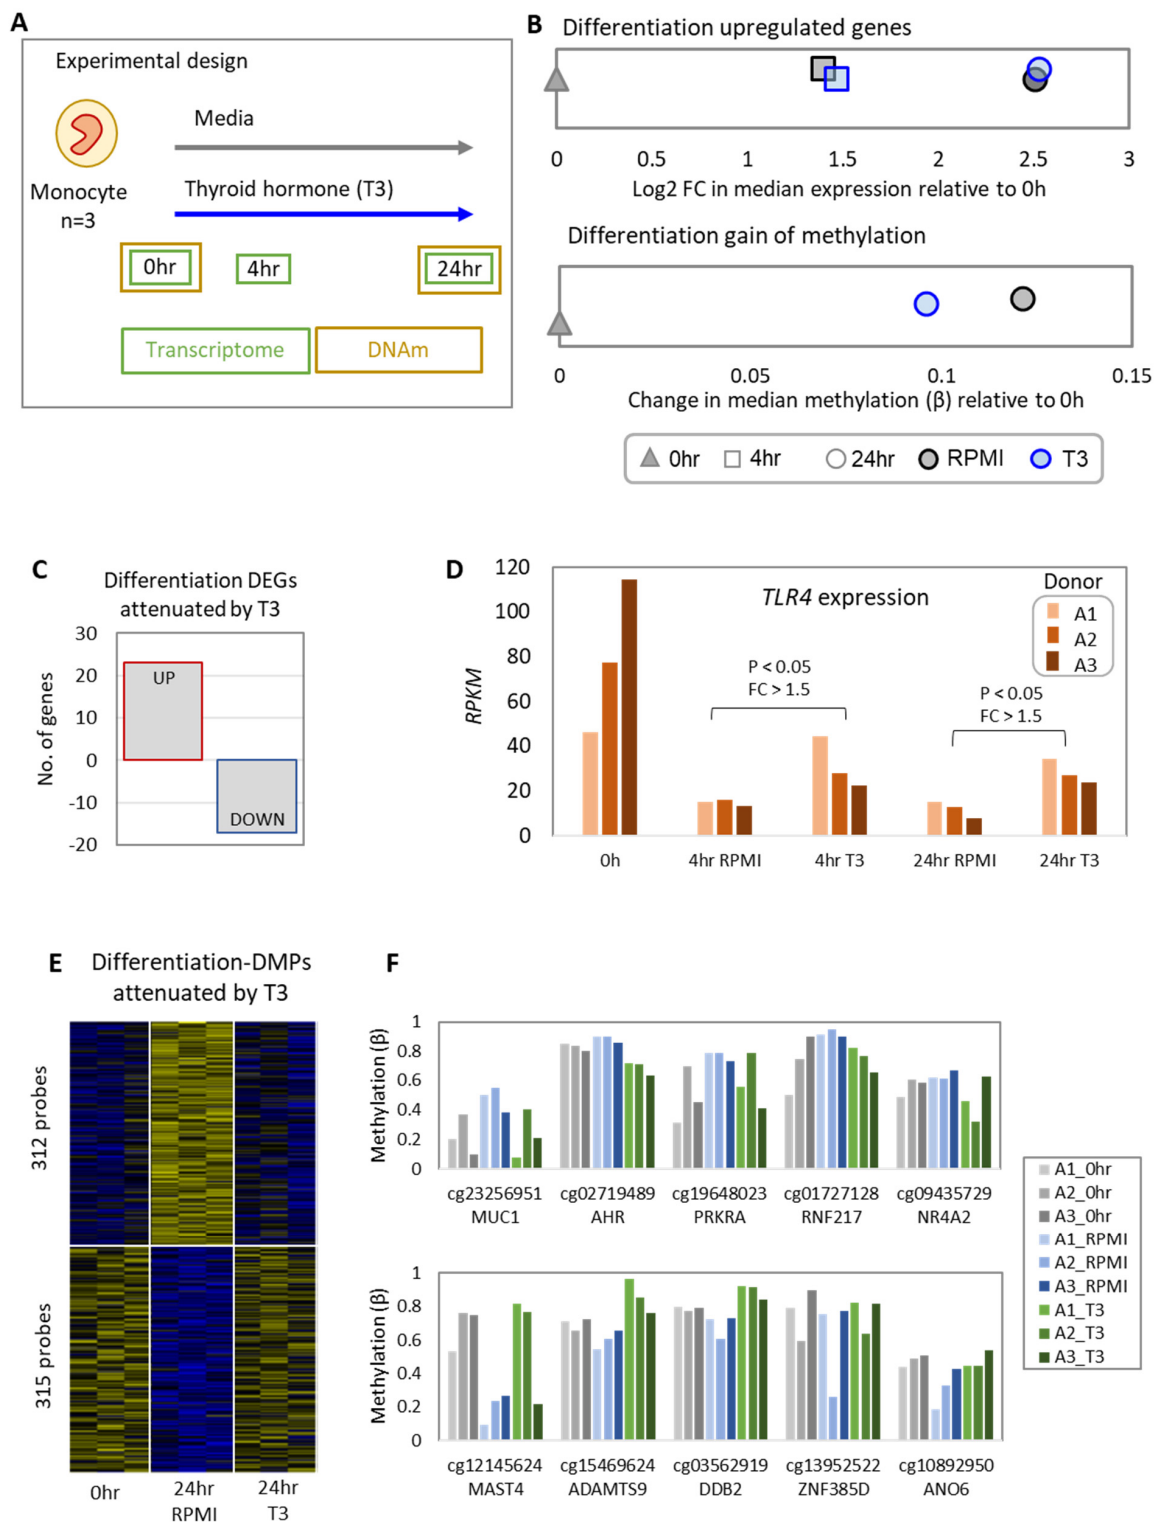 A
Experimental design
Media
Thyroid hormone (T3)
Monocyte
n=3
0hr
4hr
24hr
Transcriptome
DNAm
B
Differentiation upregulated genes
0 0.5 1 1.5 2 2.5 3
Log2 FC in median expression relative to 0h
Differentiation gain of methylation
0 0.05 0.1 0.15
Change in median methylation (β) relative to 0h
0hr 4hr 24hr RPMI T3
C
Differentiation DEGs
attenuated by T3
No. of genes
30
20
10
0
-10
-20
UP
DOWN
D
TLR4 expression
RPKM
120
100
80
60
40
20
0
Donor
A1
A2
A3
P < 0.05
FC > 1.5
P < 0.05
FC > 1.5
0h 4hr RPMI 4hr T3 24hr RPMI 24hr T3
E
Differentiation-DMPs
attenuated by T3
312 probes
315 probes
0hr
24hr
RPMI
24hr
T3
F
Methylation (β)
1
0.8
0.6
0.4
0.2
0
cg23256951 cg02719489 cg19648023 cg01727128 cg09435729
MUC1 AHR PRKRA RNF217 NR4A2
Methylation (β)
1
0.8
0.6
0.4
0.2
0
cg12145624 cg15469624 cg03562919 cg13952522 cg10892950
MAST4 ADAMTS9 DDB2 ZNF385D ANO6
A1_0hr
A2_0hr
A3_0hr
A1_RPMI
A2_RPMI
A3_RPMI
A1_T3
A2_T3
A3_T3